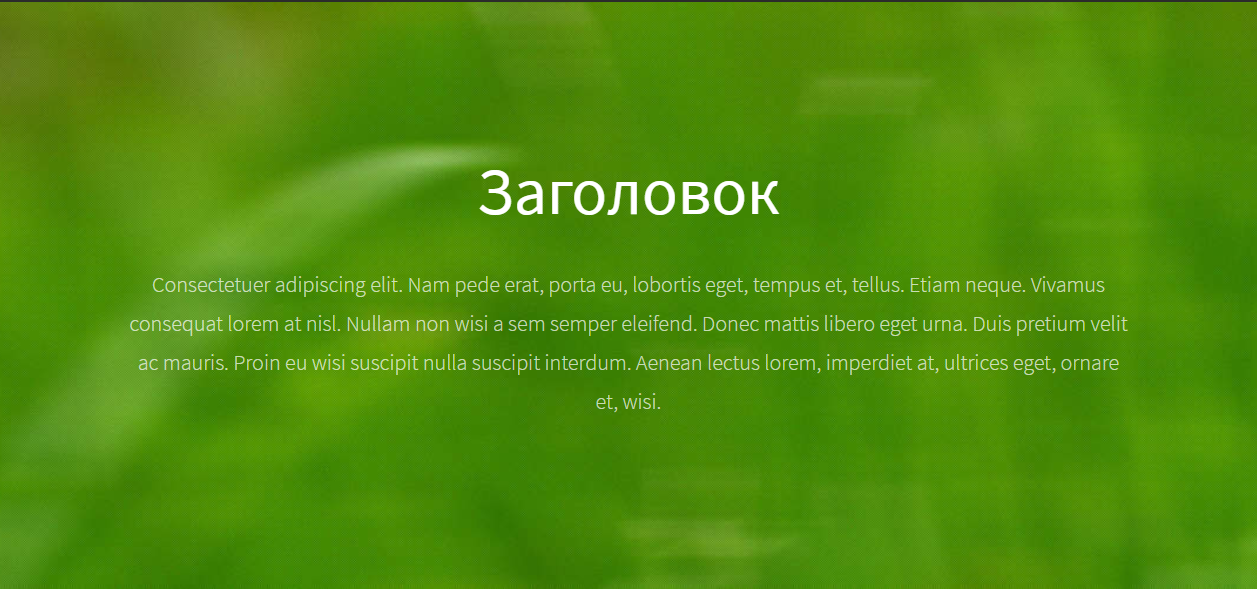 Заголовок
Consectetuer adipiscing elit. Nam pede erat, porta eu, lobortis eget, tempus et, tellus. Etiam neque. Vivamus
consequat lorem at nisl. Nullam non wisi a sem semper eleifend. Donec mattis libero eget urna. Duis pretium velit
ac mauris. Proin eu wisi suscipit nulla suscipit interdum. Aenean lectus lorem, imperdiet at, ultrices eget, ornare
et, wisi.